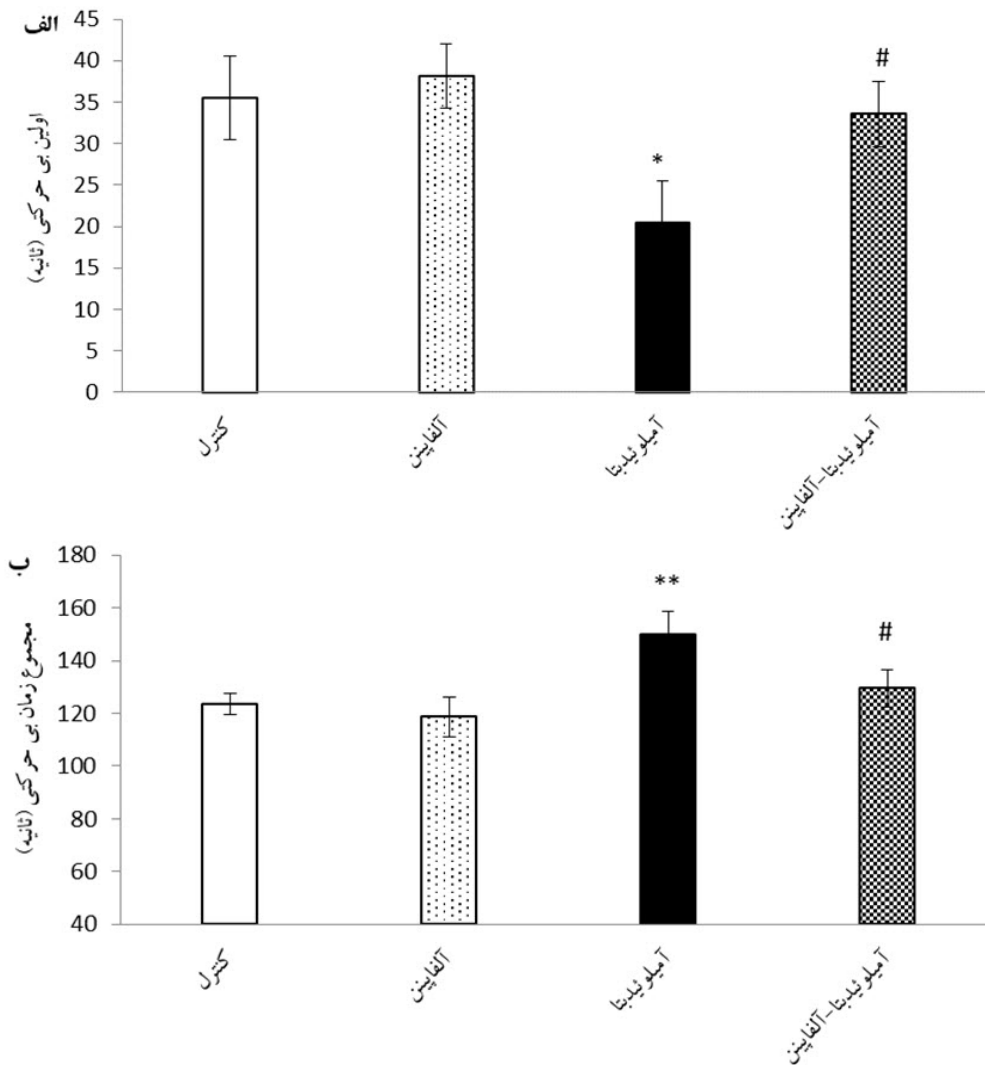 الف
اولین بی حرکتی (ثانیه)
45
40
35
30
25
20
15
10
5
0
*
#
کنترل
آلفاپینن
آمیلوئیدبتا
آمیلوئیدبتا-آلفاپینن
ب
مجموع زمان بی حرکتی (ثانیه)
180
160
140
120
100
80
60
40
**
#
کنترل
آلفاپینن
آمیلوئیدبتا
آمیلوئیدبتا-آلفاپینن